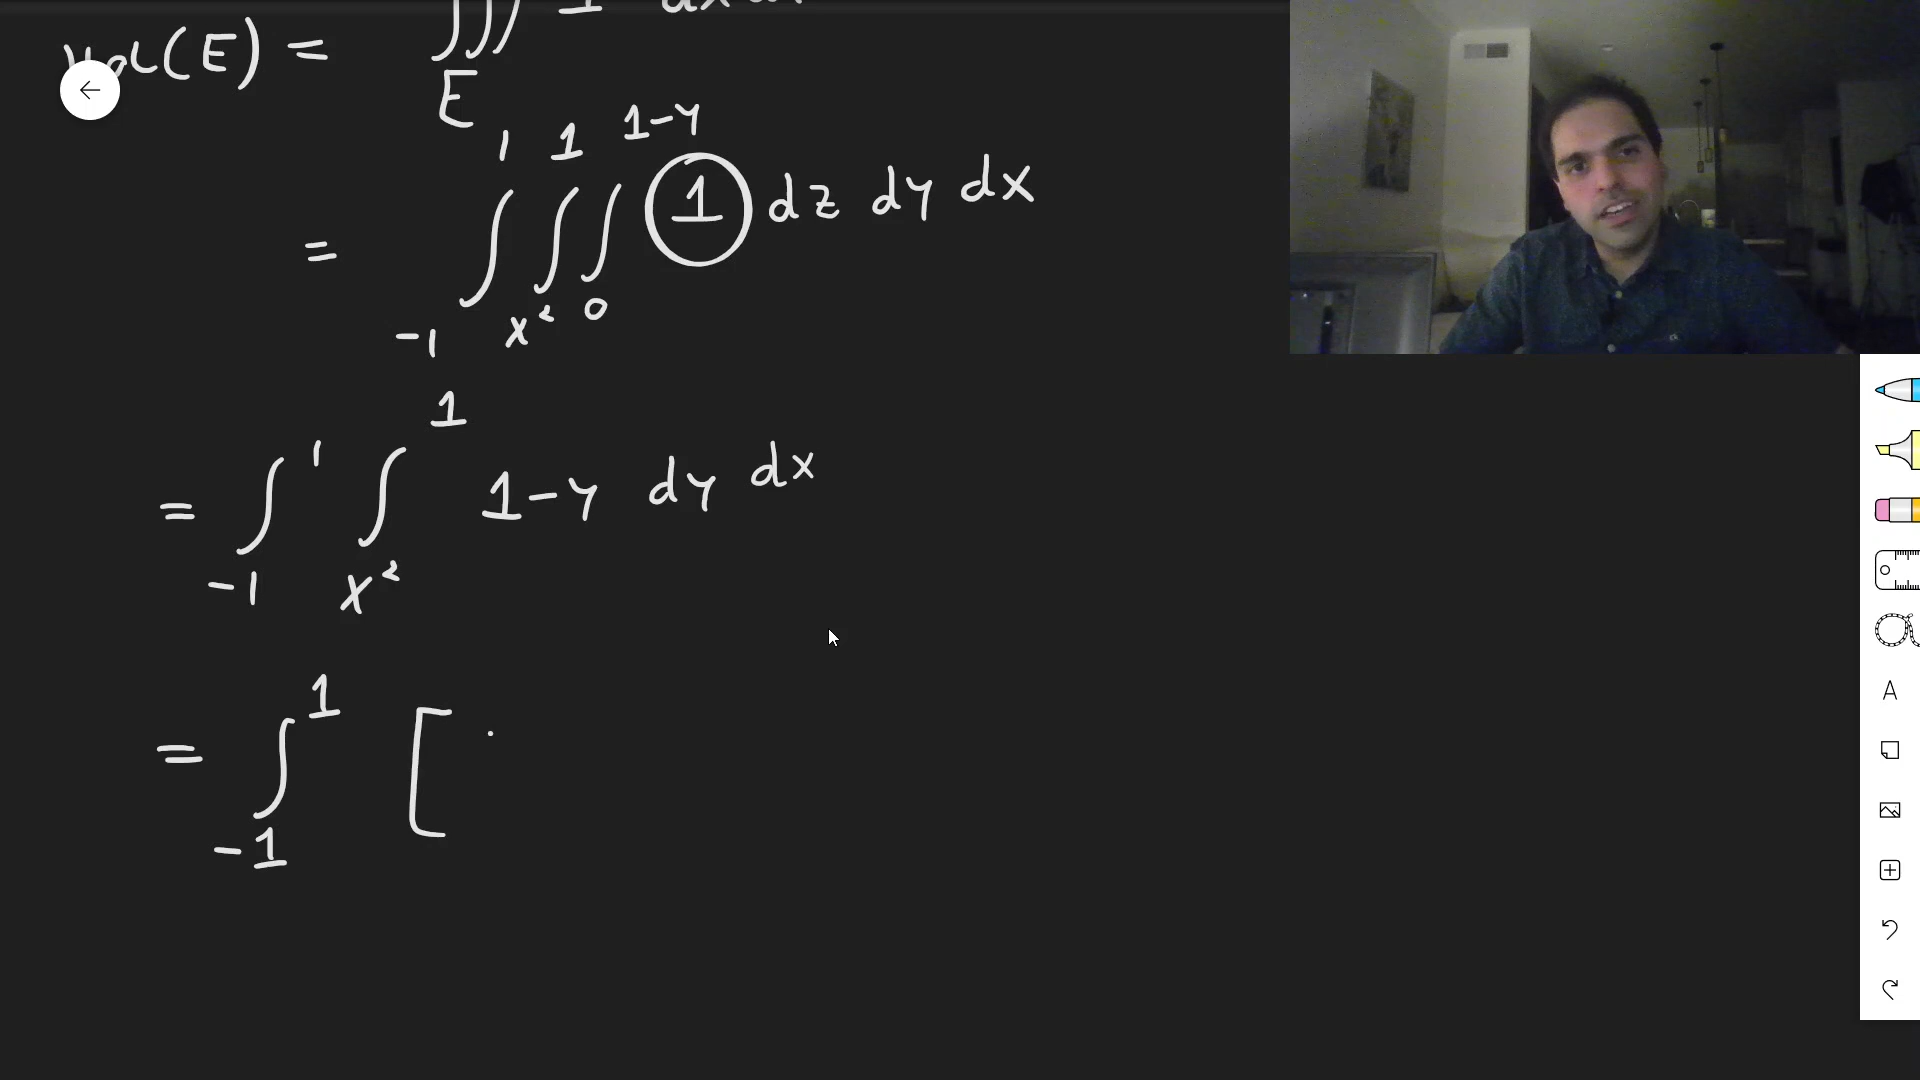 Vol(E) = ∭_E 1
= ∫_{-1}^{1} ∫_{x²}^{1} ∫_{0}^{1-y} 1 dz dy dx
= ∫_{-1}^{1} ∫_{x²}^{1} 1-y dy dx
= ∫_{-1}^{1} [
A